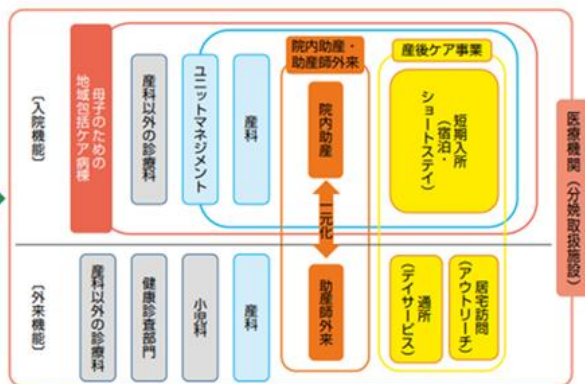 院内助産・
助産師外来
産後ケア事業
〔入院機能〕
母子のための
地域包括ケア病棟
産科以外の診療科
ユニットマネジメント
産科
院内助産
短期入所
(宿泊・
ショートステイ)
医療機関(分娩取扱施設)
一元化
〔外来機能〕
産科以外の診療科
健康診査部門
小児科
産科
助産師外来
通所
(デイサービス)
居宅訪問
(アウトリーチ)